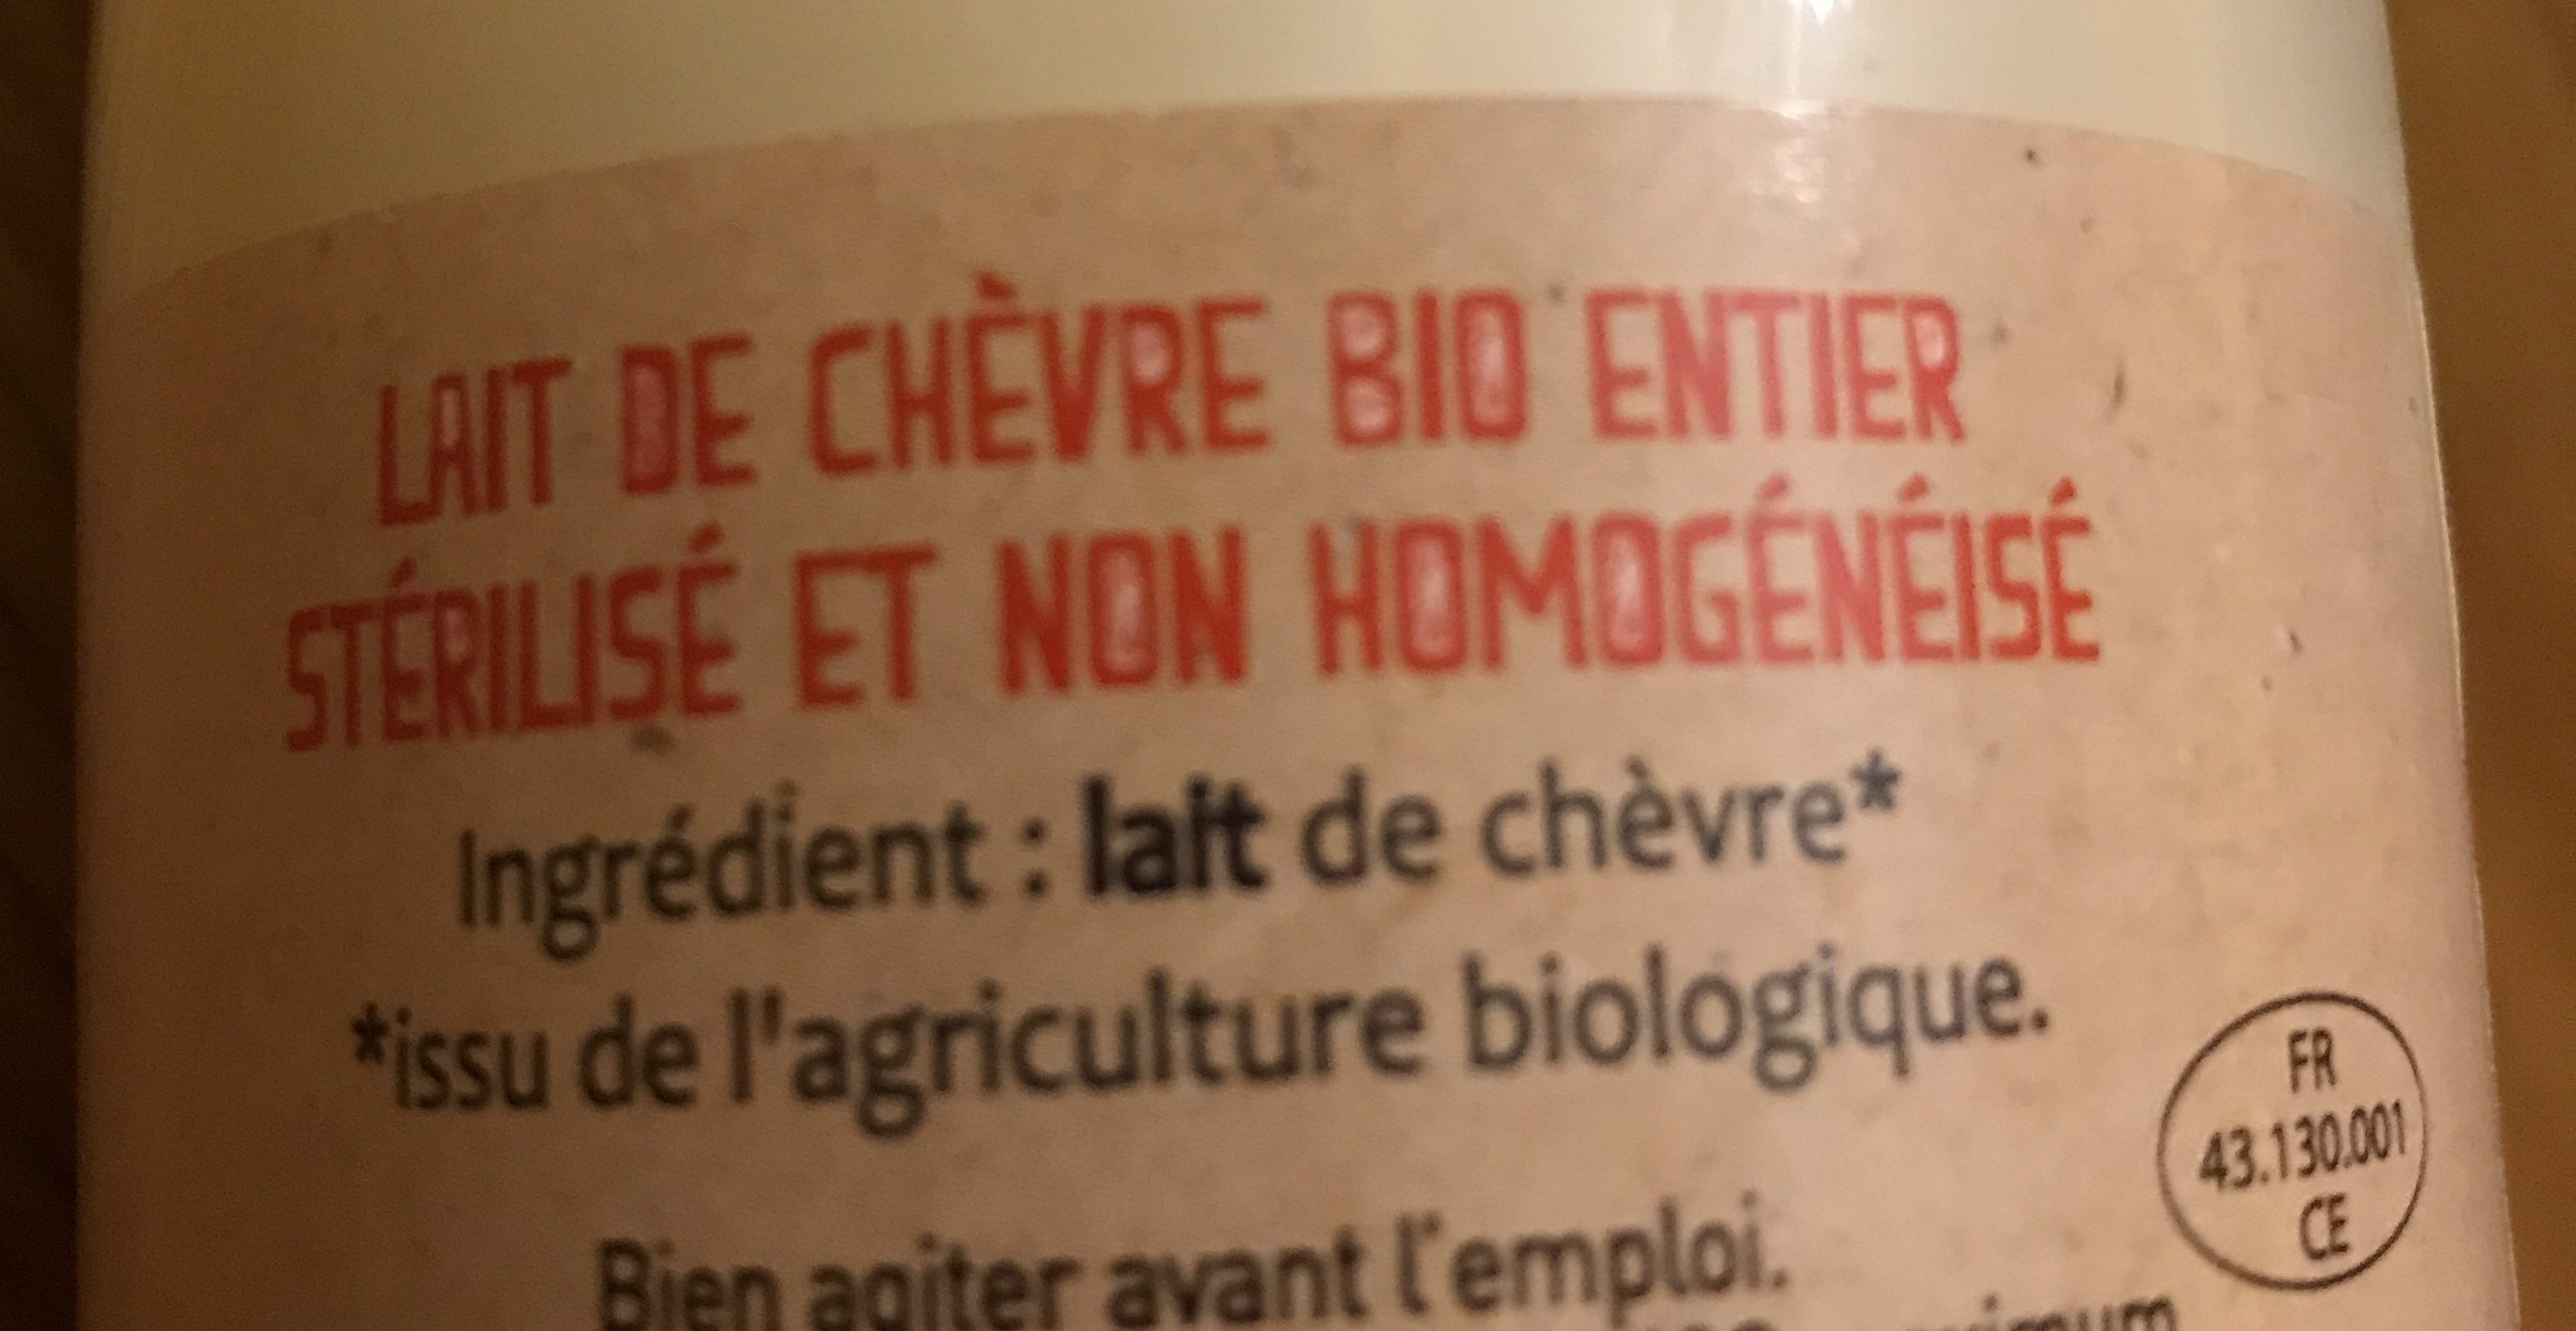 LAIT DE CHÈVRE BIO ENTIER
STÉRILISÉ ET NON HOMOGÉNÉISÉ
Ingrédient : lait de chèvre*
*issu de l'agriculture biologique.
FR
43.130.001
CE
Bien agiter avant l'emploi.